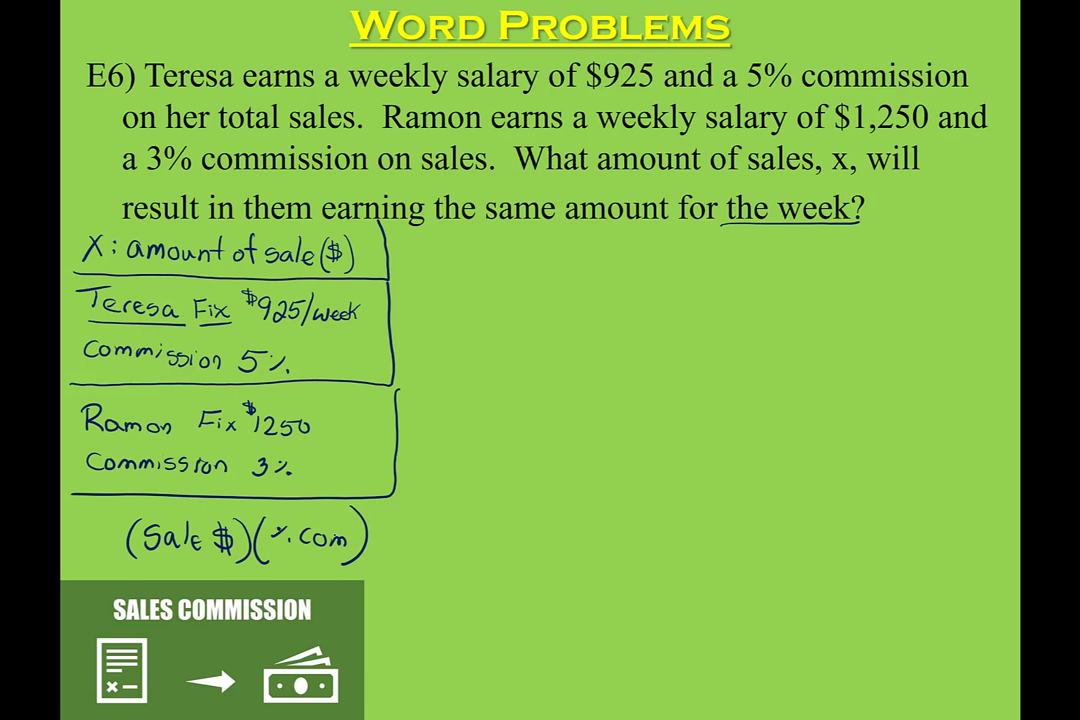 WORD PROBLEMS
E6) Teresa earns a weekly salary of $925 and a 5% commission
on her total sales. Ramon earns a weekly salary of $1,250 and
a 3% commission on sales. What amount of sales, x, will
result in them earning the same amount for the week?
X: amount of sale ($)
Teresa Fix $925/week
Commission 5%
Ramon Fix $1250
Commission 3%
(Sale $)(%. com)
SALES COMMISSION